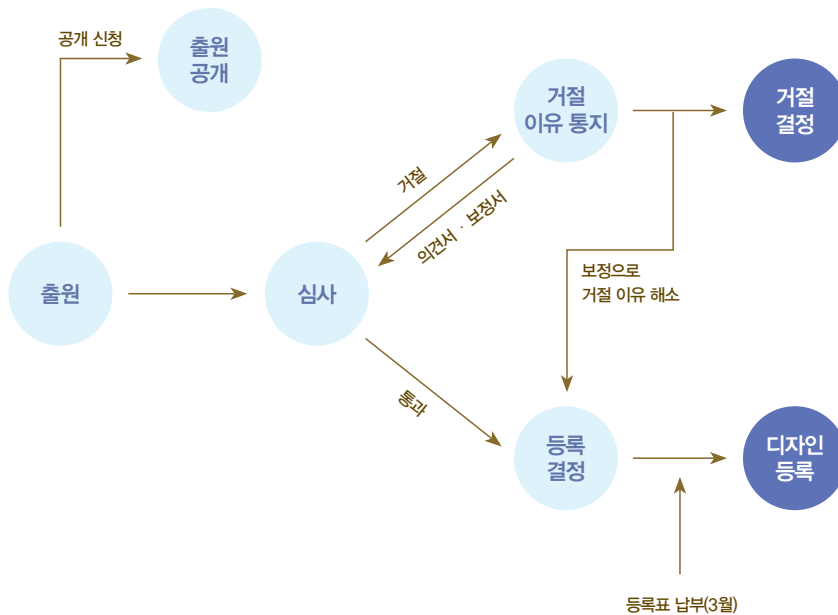 공개 신청
출원
공개
거절
이유 통지
거절
결정
거절
의견서 · 보정서
출원
심사
보정으로
거절 이유 해소
통과
등록
결정
디자인
등록
등록표 납부(3월)